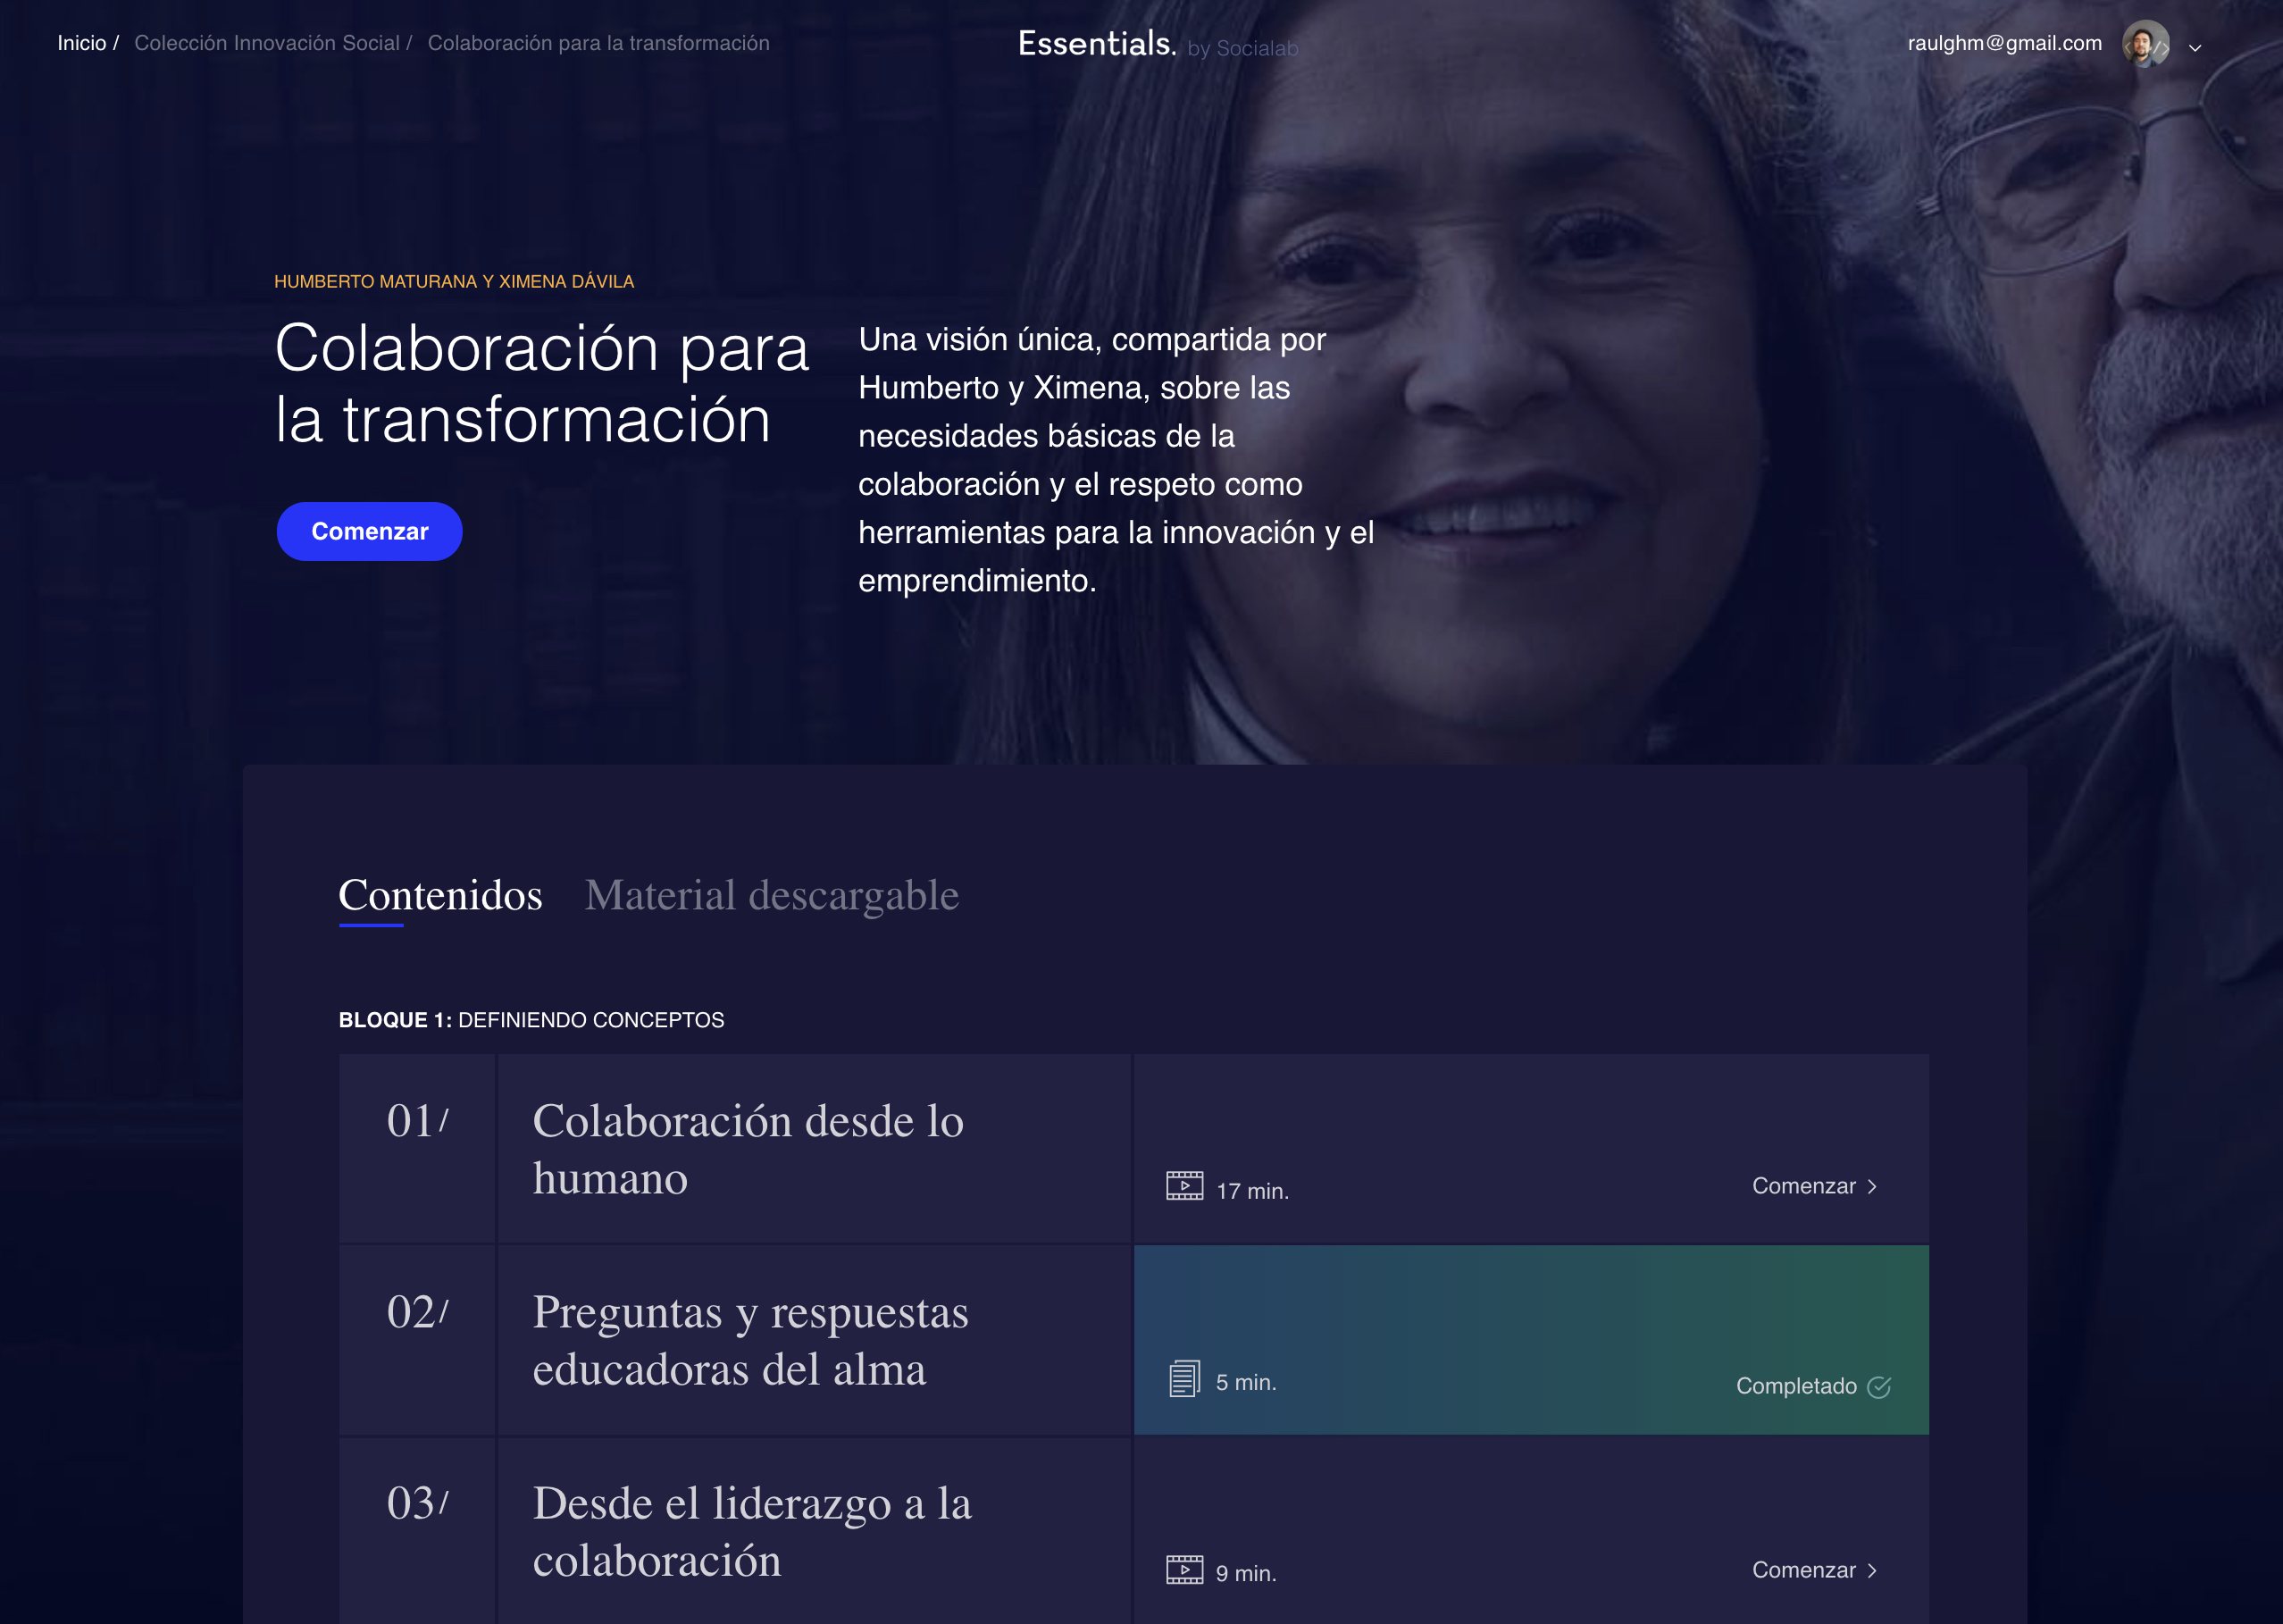 Inicio / Colección Innovación Social / Colaboración para la transformación
Essentials. by Socialab
raulghm@gmail.com
HUMBERTO MATURANA Y XIMENA DÁVILA
Colaboración para
la transformación
Comenzar
Una visión única, compartida por
Humberto y Ximena, sobre las
necesidades básicas de la
colaboración y el respeto como
herramientas para la innovación y el
emprendimiento.
Contenidos Material descargable
BLOQUE 1: DEFINIENDO CONCEPTOS
01/
Colaboración desde lo
humano
17 min.
Comenzar >
02/
Preguntas y respuestas
educadoras del alma
5 min.
Completado
03/
Desde el liderazgo a la
colaboración
9 min.
Comenzar >